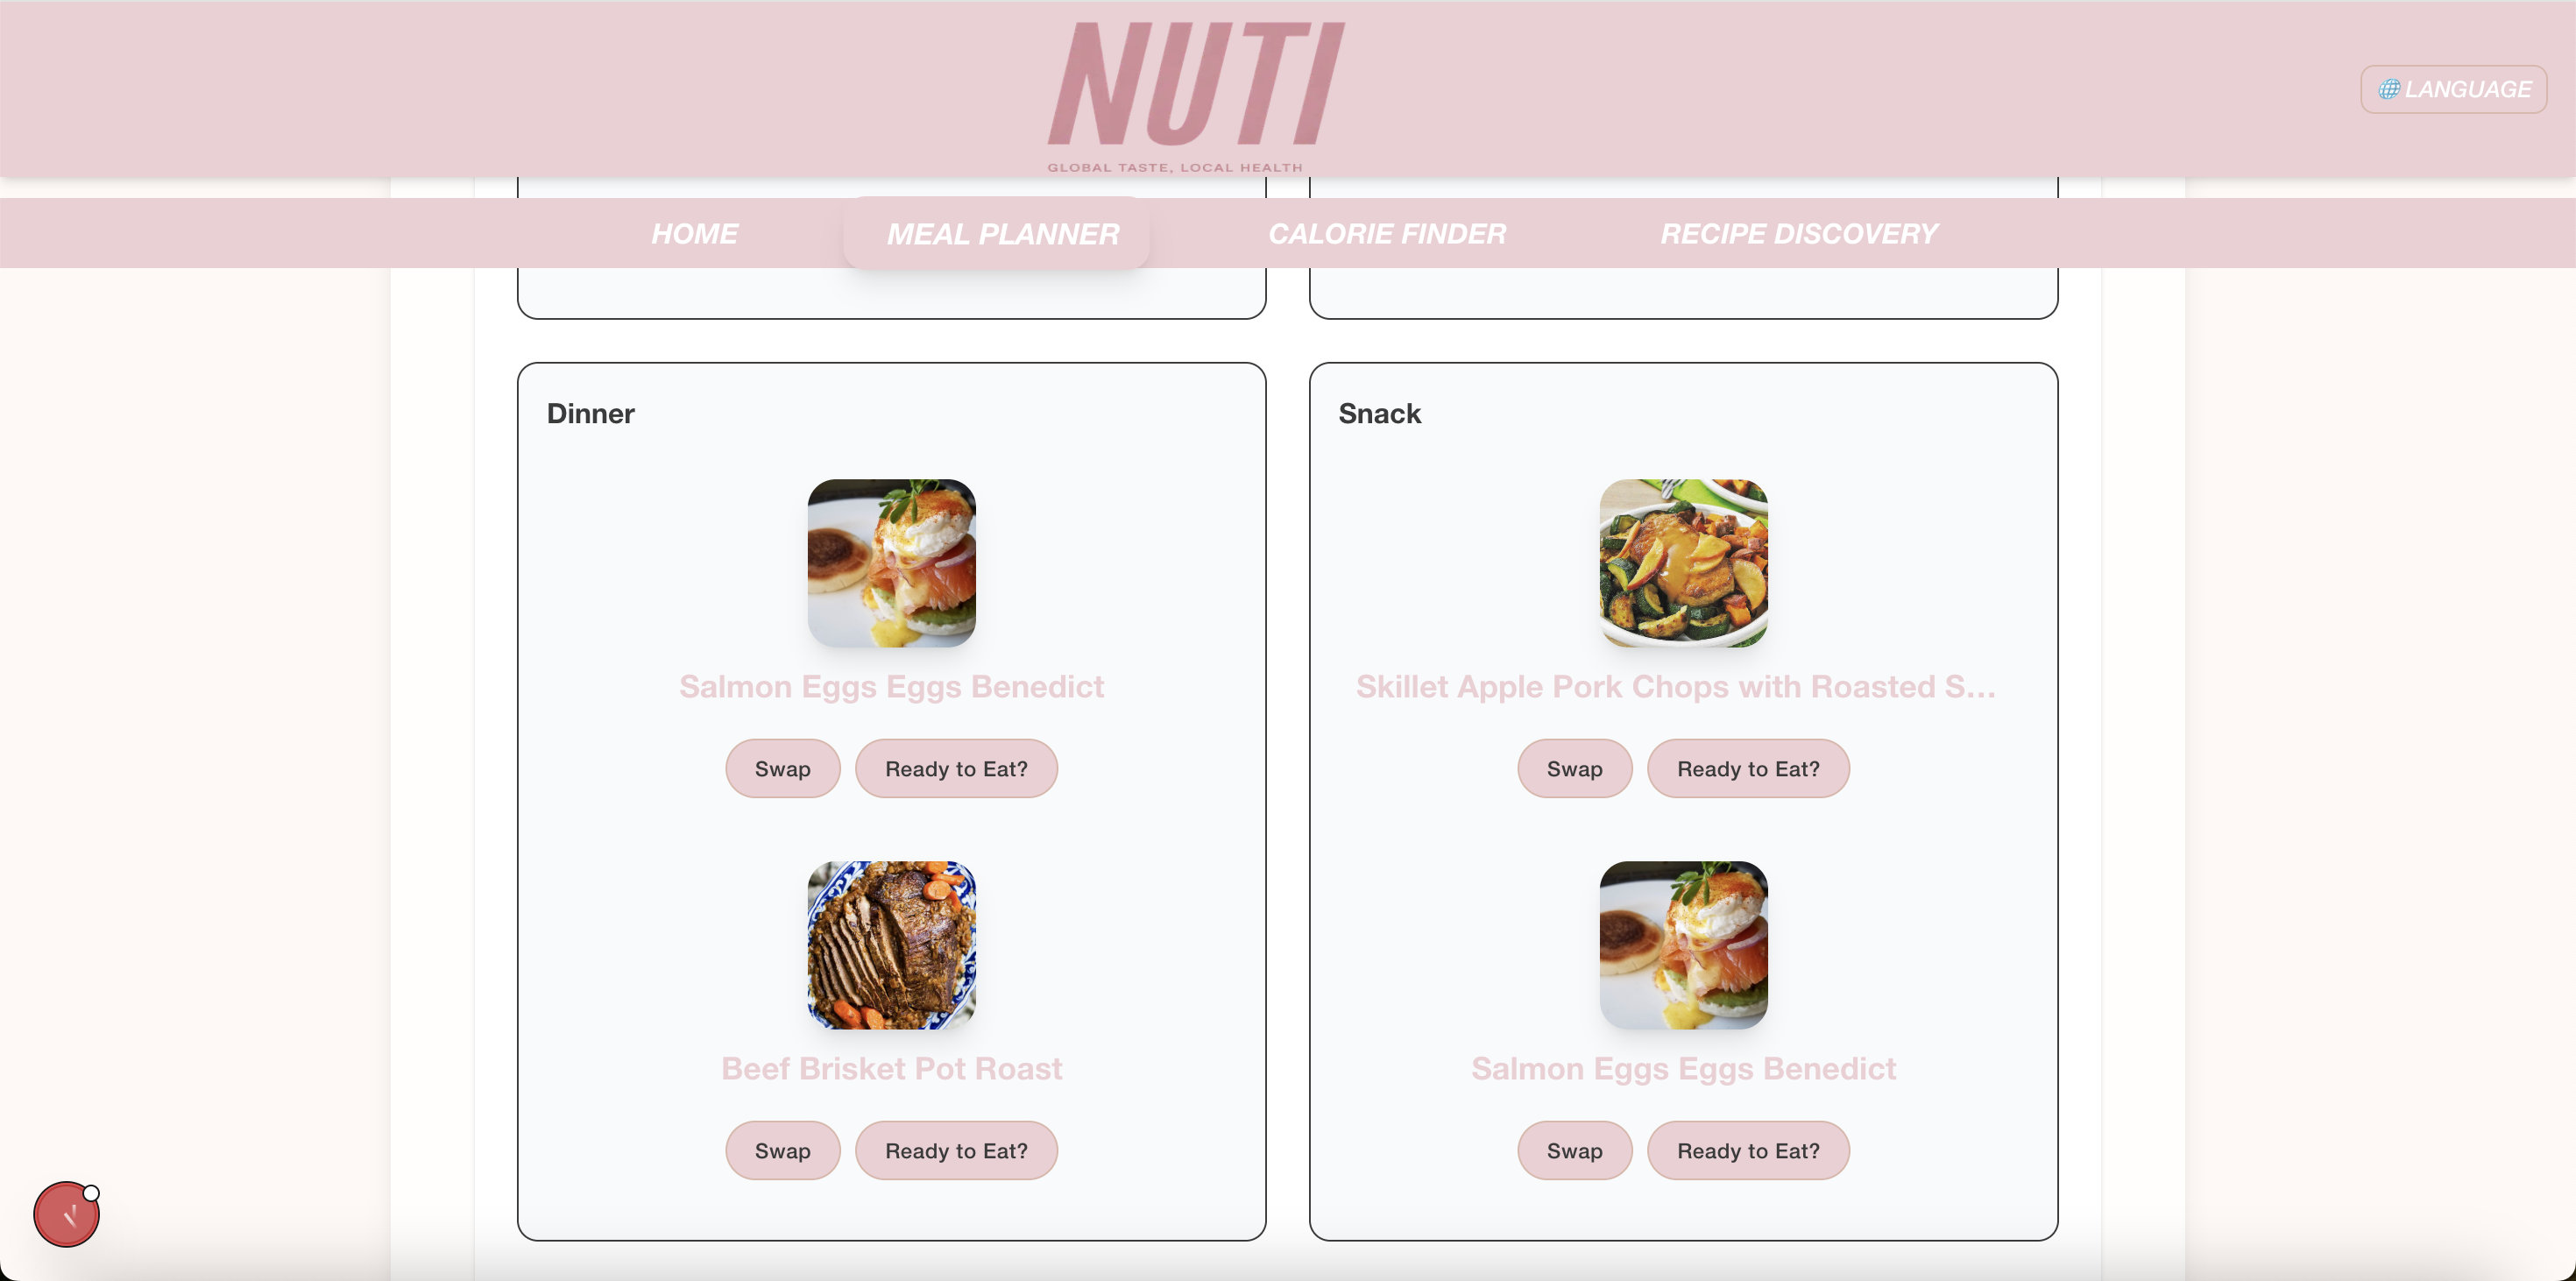 NUTI
GLOBAL TASTE, LOCAL HEALTH
🌐 LANGUAGE
HOME
MEAL PLANNER
CALORIE FINDER
RECIPE DISCOVERY
Dinner
Salmon Eggs Eggs Benedict
Swap
Ready to Eat?
Beef Brisket Pot Roast
Swap
Ready to Eat?
Snack
Skillet Apple Pork Chops with Roasted S...
Swap
Ready to Eat?
Salmon Eggs Eggs Benedict
Swap
Ready to Eat?